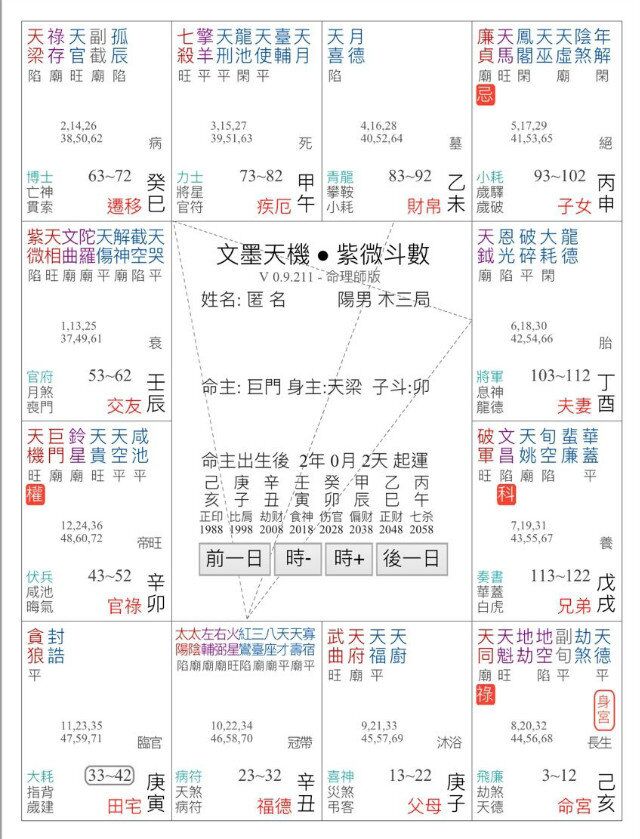 天梁 祿存 天官 副截 孤辰
陷 廟 旺 廟 陷
2,14,26
38,50,62
病
博士
亡神
貫索
63~72
遷移
癸巳
七殺 擎羊 天刑 龍池 天使 臺輔 天月
旺 平 平 閑 平
3,15,27
39,51,63
死
力士
將星
官符
73~82
疾厄
甲午
天喜 月德
陷
4,16,28
40,52,64
墓
青龍
攀鞍
小耗
83~92
財帛
乙未
廉貞 天馬 鳳閣 天巫 天虛 陰煞 年解
廟 旺 閑 旺 廟 閑
忌
5,17,29
41,53,65
絕
小耗
歲驛
歲破
93~102
子女
丙申
紫微 天相 文曲 陀羅 天傷 解神 截空 天哭
陷 旺 廟 廟 平 廟 陷 平
1,13,25
37,49,61
衰
官府
月煞
喪門
53~62
交友
壬辰
文墨天機 ● 紫微斗數
V 0.9.211 - 命理師版
姓名: 匿 名
陽男 木三局
命主: 巨門 身主:天梁 子斗:卯
命主出生後 2年 0月 2天 起運
己 庚 辛 壬 癸 甲 乙 丙
亥 子 丑 寅 卯 辰 巳 午
正印 比肩 劫财 食神 伤官 偏财 正财 七杀
1988 1998 2008 2018 2028 2038 2048 2058
前一日 時- 時+ 後一日
天鉞 恩光 破碎 大耗 龍德
廟 陷 平 閑
6,18,30
42,54,66
胎
將軍
息神
龍德
103~112
夫妻
丁酉
天機 巨門 鈴星 天貴 天空 咸池
旺 廟 廟 旺 平 平
權
12,24,36
48,60,72
帝旺
伏兵
咸池
晦氣
43~52
官祿
辛卯
破軍 文昌 天姚 旬空 蜚廉 華蓋
旺 陷 廟 陷 平
科
7,19,31
43,55,67
養
奏書
華蓋
白虎
113~122
兄弟
戊戌
貪狼 封誥
平
11,23,35
47,59,71
臨官
大耗
指背
歲建
33~42
田宅
庚寅
太陽 太陰 左輔 右弼 火星 紅鸞 三臺 八座 天才 天壽 寡宿
陷 廟 廟 廟 旺 陷 廟 廟 平 廟 平
10,22,34
46,58,70
冠帶
病符
天煞
病符
23~32
福德
辛丑
武曲 天府 天福 天廚
旺 廟 平
9,21,33
45,57,69
沐浴
喜神
災煞
弔客
13~22
父母
庚子
天同 天魁 地劫 地空 副旬 劫煞 天德
廟 旺 陷 平 平
祿
身宮
8,20,32
44,56,68
長生
飛廉
劫煞
天德
3~12
命宮
己亥